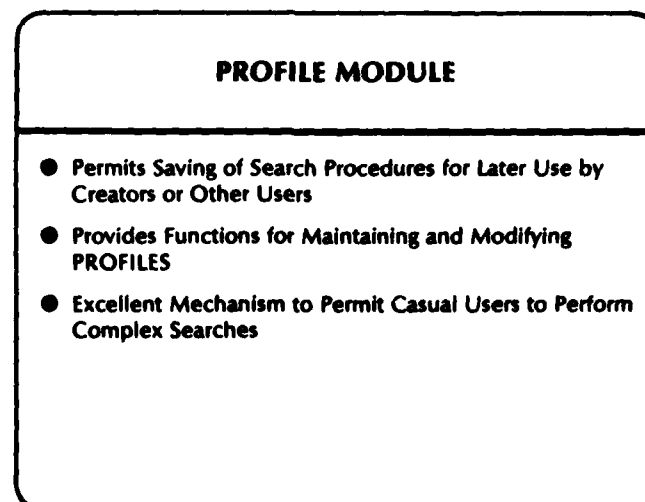 PROFILE MODULE
● Permits Saving of Search Procedures for Later Use by
Creators or Other Users
● Provides Functions for Maintaining and Modifying
PROFILES
● Excellent Mechanism to Permit Casual Users to Perform
Complex Searches